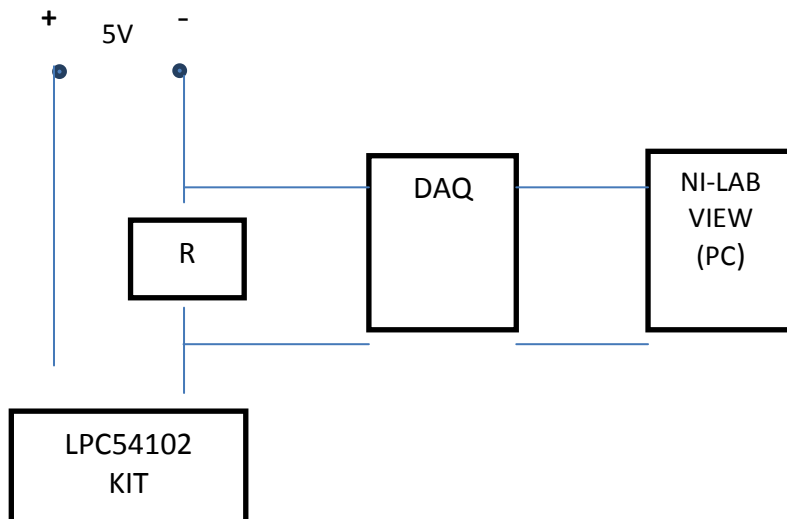 + 5V -
DAQ
NI-LAB
VIEW
(PC)
R
LPC54102
KIT